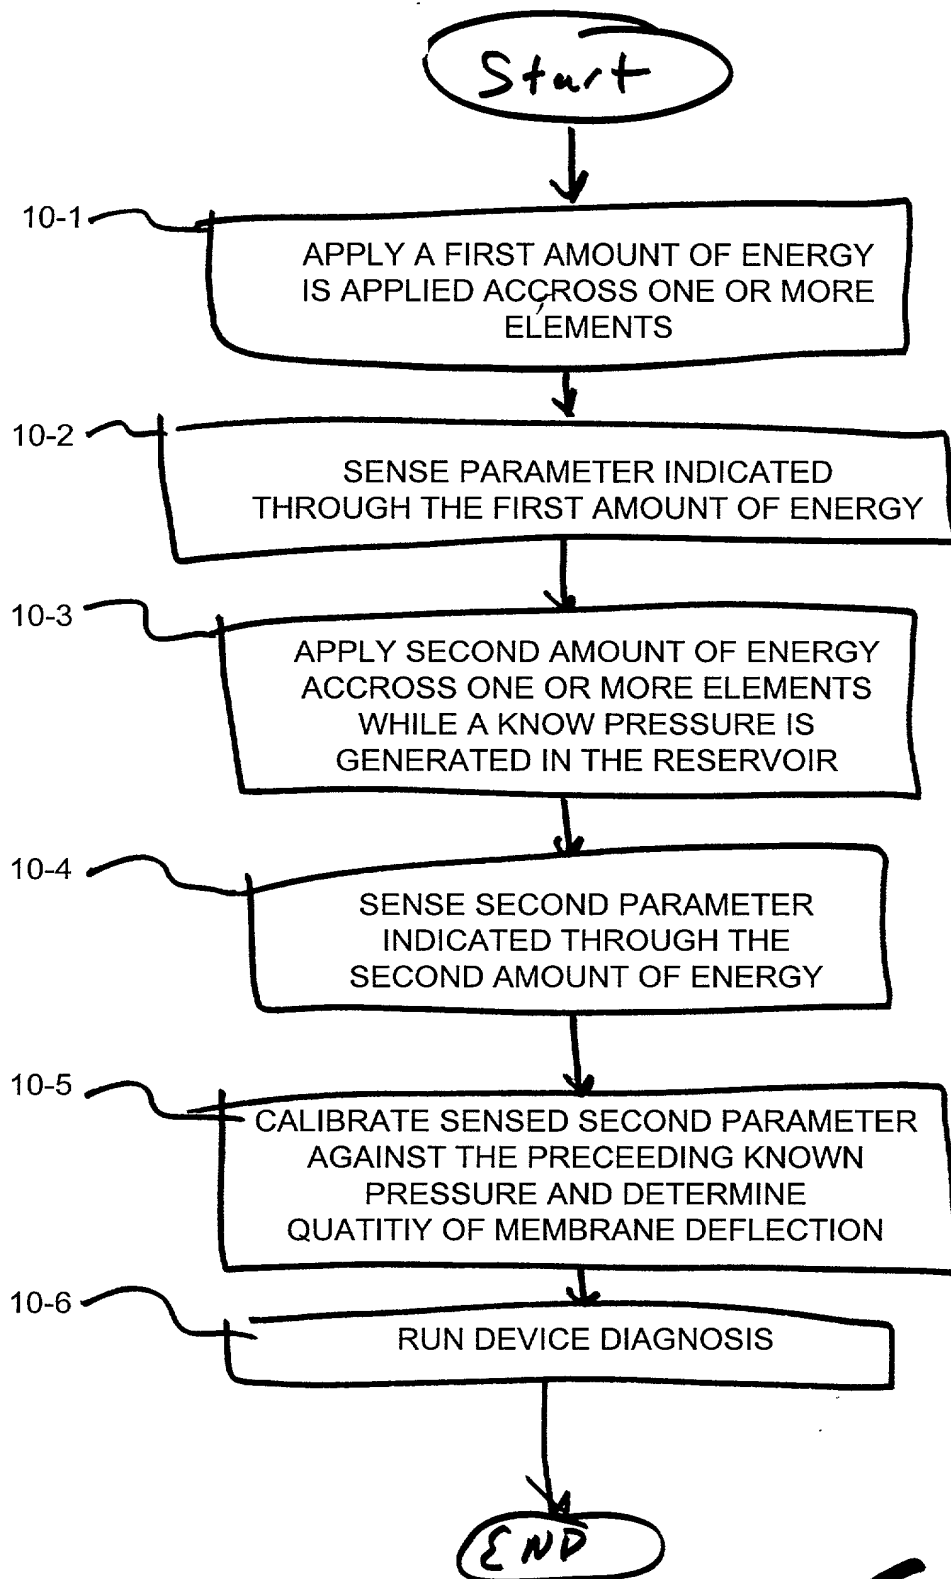 Start
10-1
APPLY A FIRST AMOUNT OF ENERGY
IS APPLIED ACCROSS ONE OR MORE
ELEMENTS
10-2
SENSE PARAMETER INDICATED
THROUGH THE FIRST AMOUNT OF ENERGY
10-3
APPLY SECOND AMOUNT OF ENERGY
ACCROSS ONE OR MORE ELEMENTS
WHILE A KNOW PRESSURE IS
GENERATED IN THE RESERVOIR
10-4
SENSE SECOND PARAMETER
INDICATED THROUGH THE
SECOND AMOUNT OF ENERGY
10-5
CALIBRATE SENSED SECOND PARAMETER
AGAINST THE PRECEEDING KNOWN
PRESSURE AND DETERMINE
QUATITIY OF MEMBRANE DEFLECTION
10-6
RUN DEVICE DIAGNOSIS
END